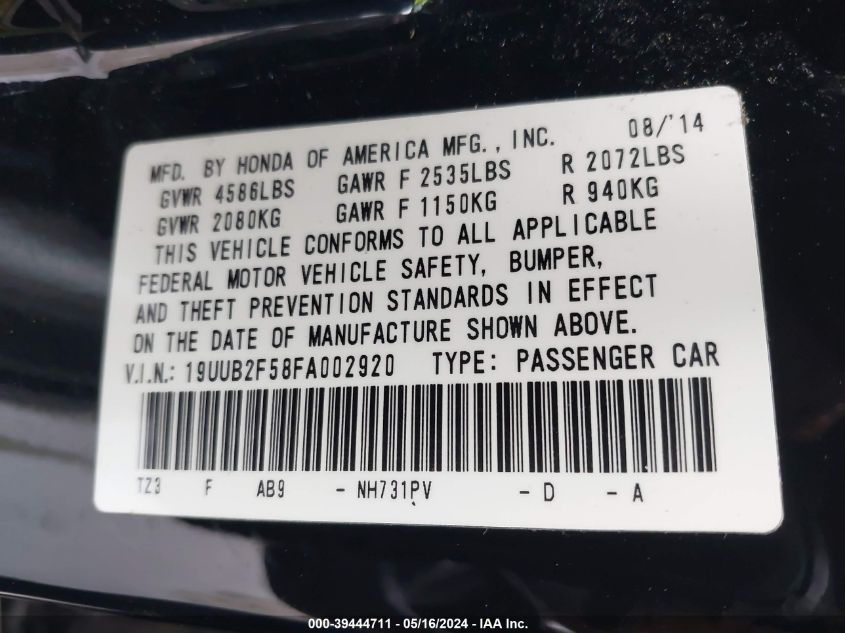 MFD. BY HONDA OF AMERICA MFG., INC. 08/'14
GVWR 4586LBS GAWR F 2535LBS R 2072LBS
GVWR 2080KG GAWR F 1150KG R 940KG
THIS VEHICLE CONFORMS TO ALL APPLICABLE
FEDERAL MOTOR VEHICLE SAFETY, BUMPER,
AND THEFT PREVENTION STANDARDS IN EFFECT
ON THE DATE OF MANUFACTURE SHOWN ABOVE.
V.I.N.: 19UUB2F58FA002920 TYPE: PASSENGER CAR
TZ3 F AB9 - NH731PV - D - A
000-39444711 - 05/16/2024 - IAA Inc.